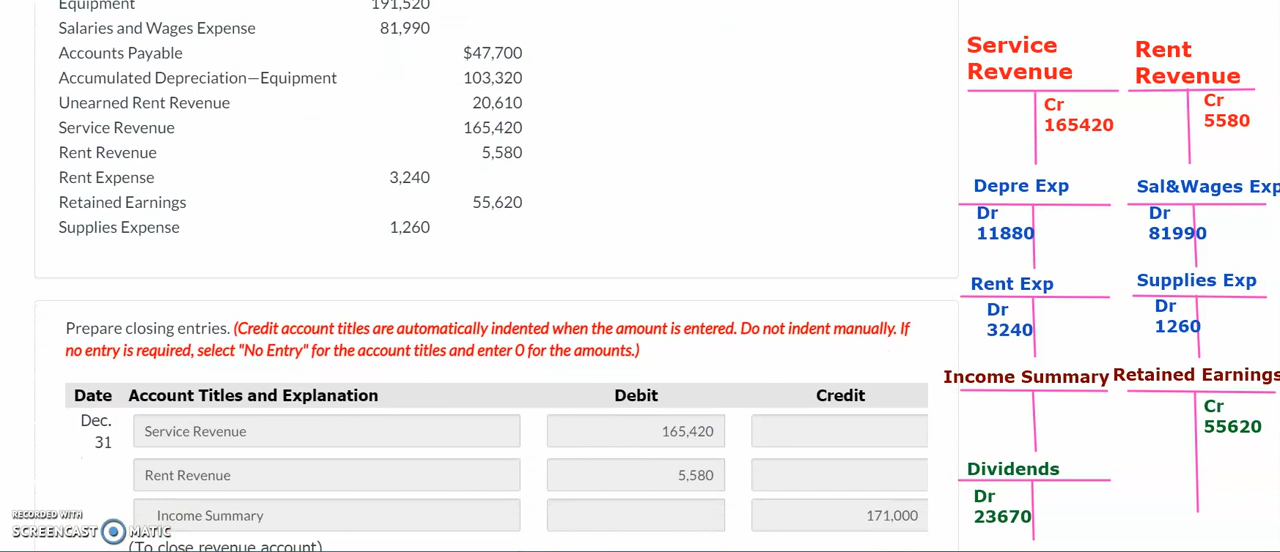 Equipment 191,520
Salaries and Wages Expense 81,990
Accounts Payable $47,700
Accumulated Depreciation—Equipment 103,320
Unearned Rent Revenue 20,610
Service Revenue 165,420
Rent Revenue 5,580
Rent Expense 3,240
Retained Earnings 55,620
Supplies Expense 1,260
Prepare closing entries. (Credit account titles are automatically indented when the amount is entered. Do not indent manually. If
no entry is required, select "No Entry" for the account titles and enter 0 for the amounts.)
Date Account Titles and Explanation Debit Credit
Dec.
31
Service Revenue 165,420
Rent Revenue 5,580
Income Summary 171,000
(To close revenue account)
RECORDED WITH
SCREENCAST MATIC
Service
Revenue
Cr
165420
Rent
Revenue
Cr
5580
Depre Exp
Dr
11880
Sal&Wages Exp
Dr
81990
Rent Exp
Dr
3240
Supplies Exp
Dr
1260
Income Summary
Retained Earnings
Cr
55620
Dividends
Dr
23670